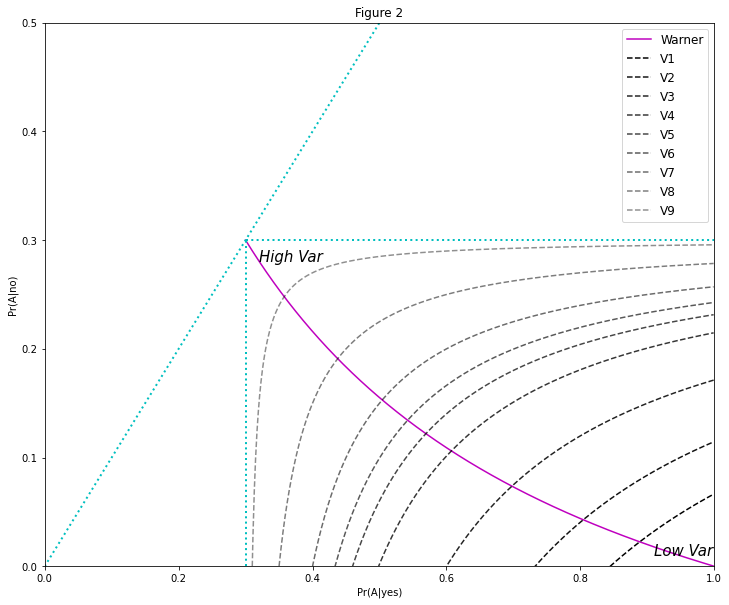 Figure 2
0.5
0.4
0.3
0.2
0.1
0.0
Pr(A|no)
Warner
V1
V2
V3
V4
V5
V6
V7
V8
V9
High Var
Low Var
0.0 0.2 0.4 0.6 0.8 1.0
Pr(A|yes)